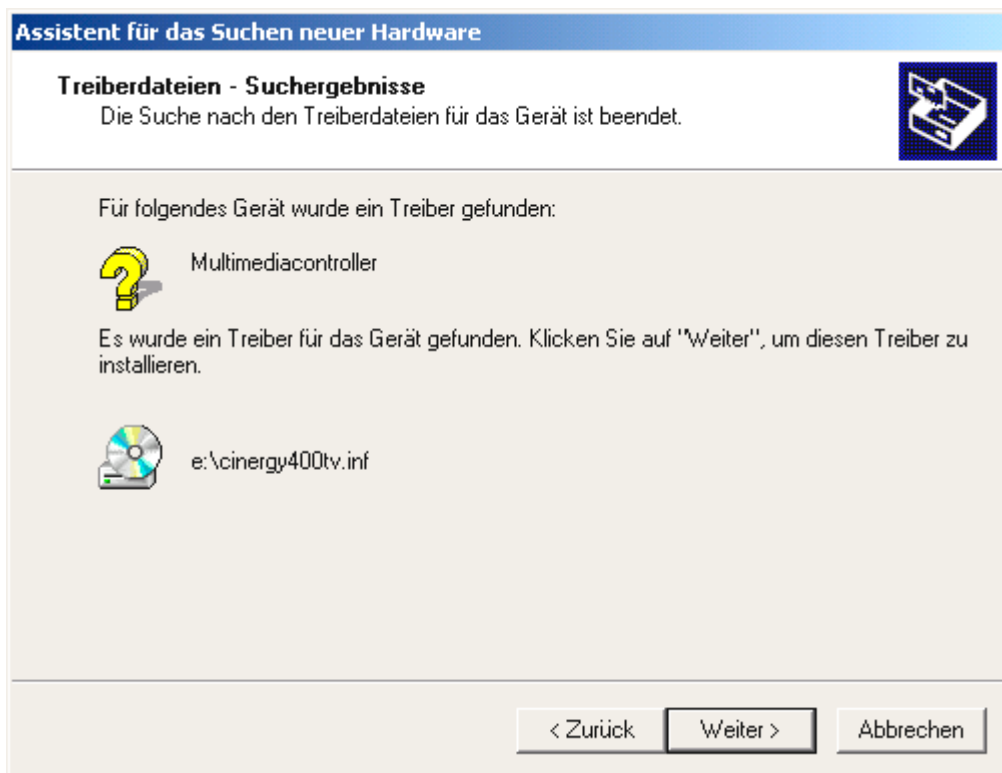 Assistent für das Suchen neuer Hardware
Treiberdateien - Suchergebnisse
Die Suche nach den Treiberdateien für das Gerät ist beendet.
Für folgendes Gerät wurde ein Treiber gefunden:
Multimediacontroller
Es wurde ein Treiber für das Gerät gefunden. Klicken Sie auf "Weiter", um diesen Treiber zu
installieren.
e:\cinergy400tv.inf
< Zurück
Weiter >
Abbrechen